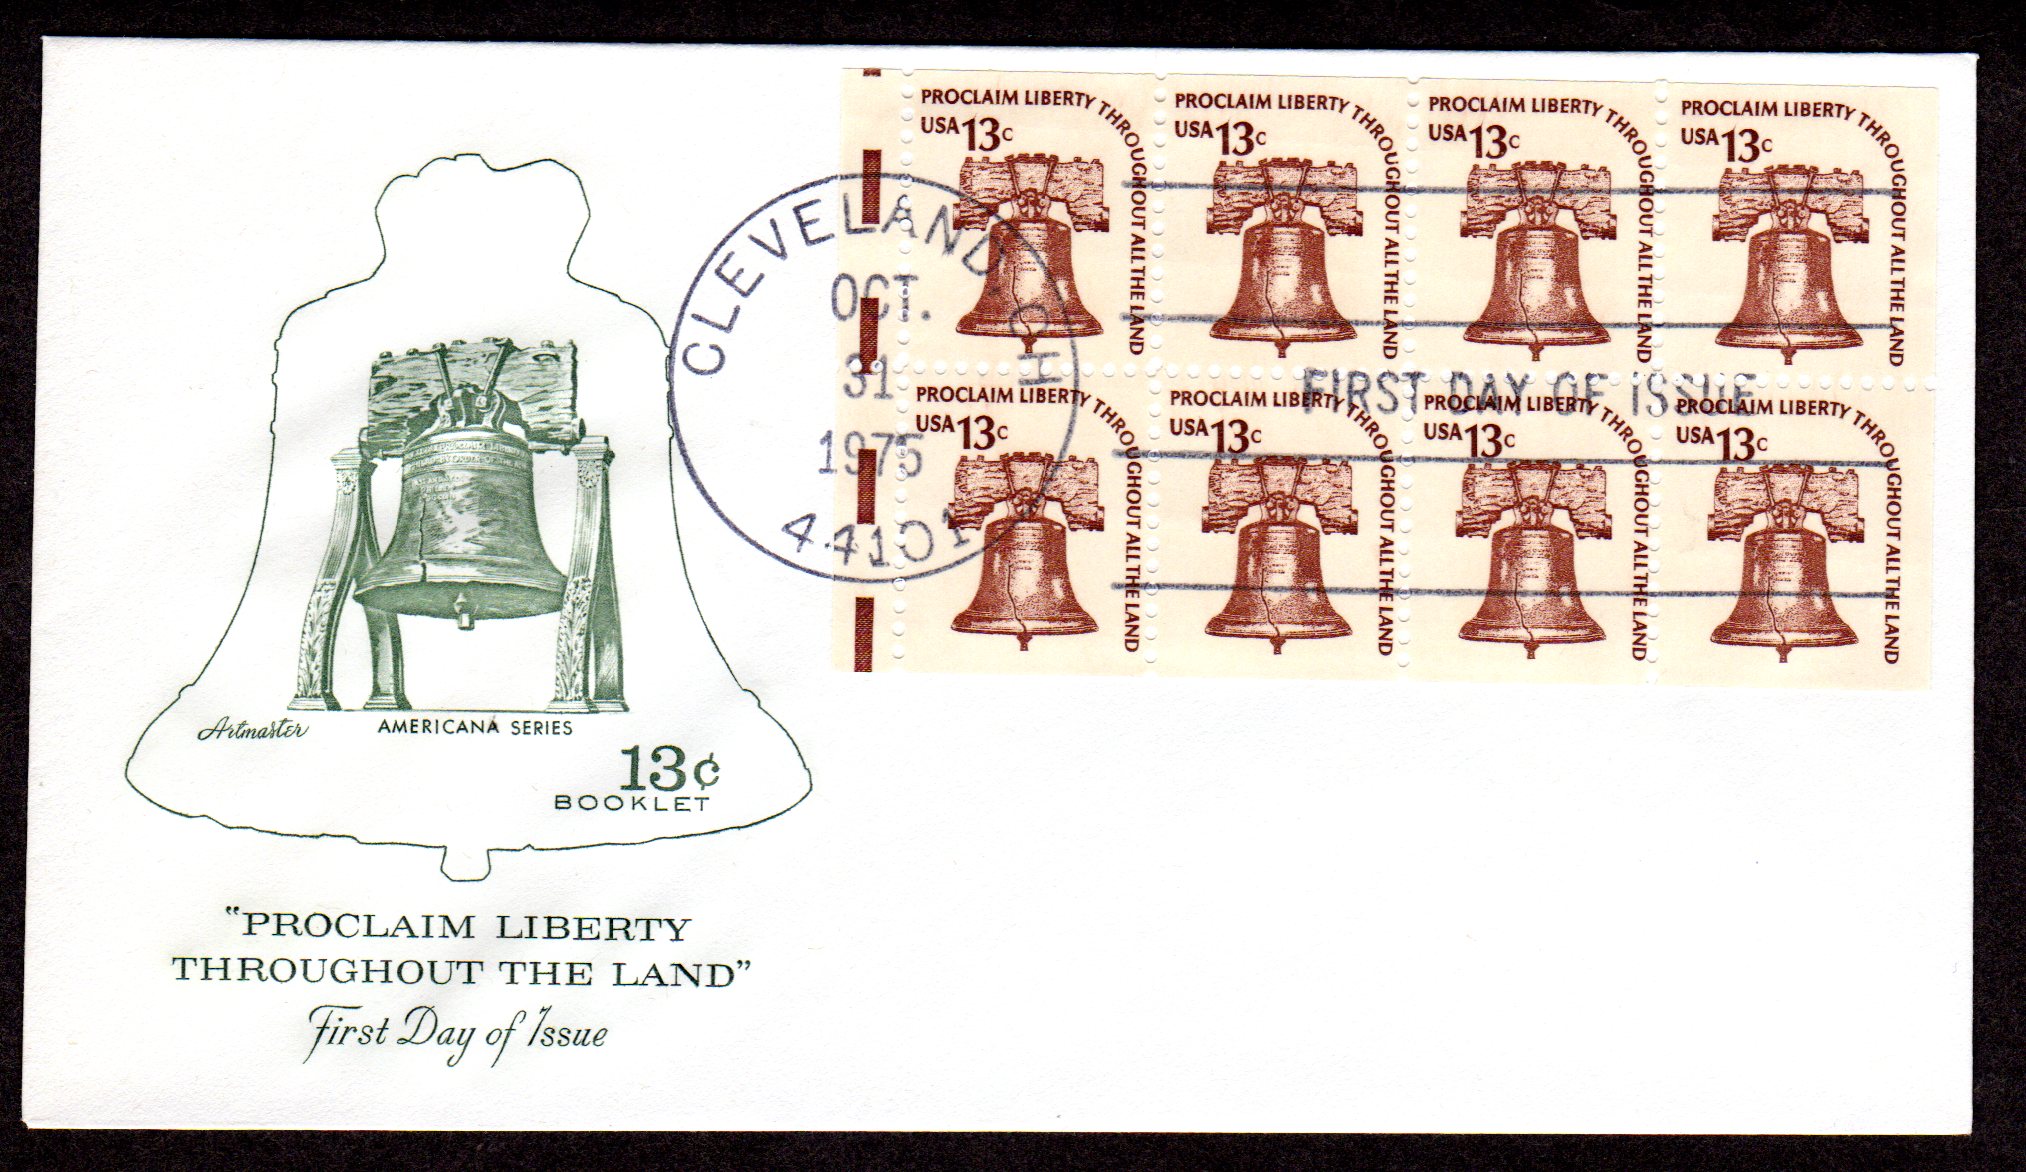 Artmaster
AMERICANA SERIES
13¢
BOOKLET
"PROCLAIM LIBERTY
THROUGHOUT THE LAND"
First Day of Issue
CLEVELAND, OH
OCT.
31
1975
44101
FIRST DAY OF ISSUE
PROCLAIM LIBERTY THROUGHOUT ALL THE LAND
USA 13c
PROCLAIM LIBERTY THROUGHOUT ALL THE LAND
USA 13c
PROCLAIM LIBERTY THROUGHOUT ALL THE LAND
USA 13c
PROCLAIM LIBERTY THROUGHOUT ALL THE LAND
USA 13c
PROCLAIM LIBERTY THROUGHOUT ALL THE LAND
USA 13c
PROCLAIM LIBERTY THROUGHOUT ALL THE LAND
USA 13c
PROCLAIM LIBERTY THROUGHOUT ALL THE LAND
USA 13c
PROCLAIM LIBERTY THROUGHOUT ALL THE LAND
USA 13c